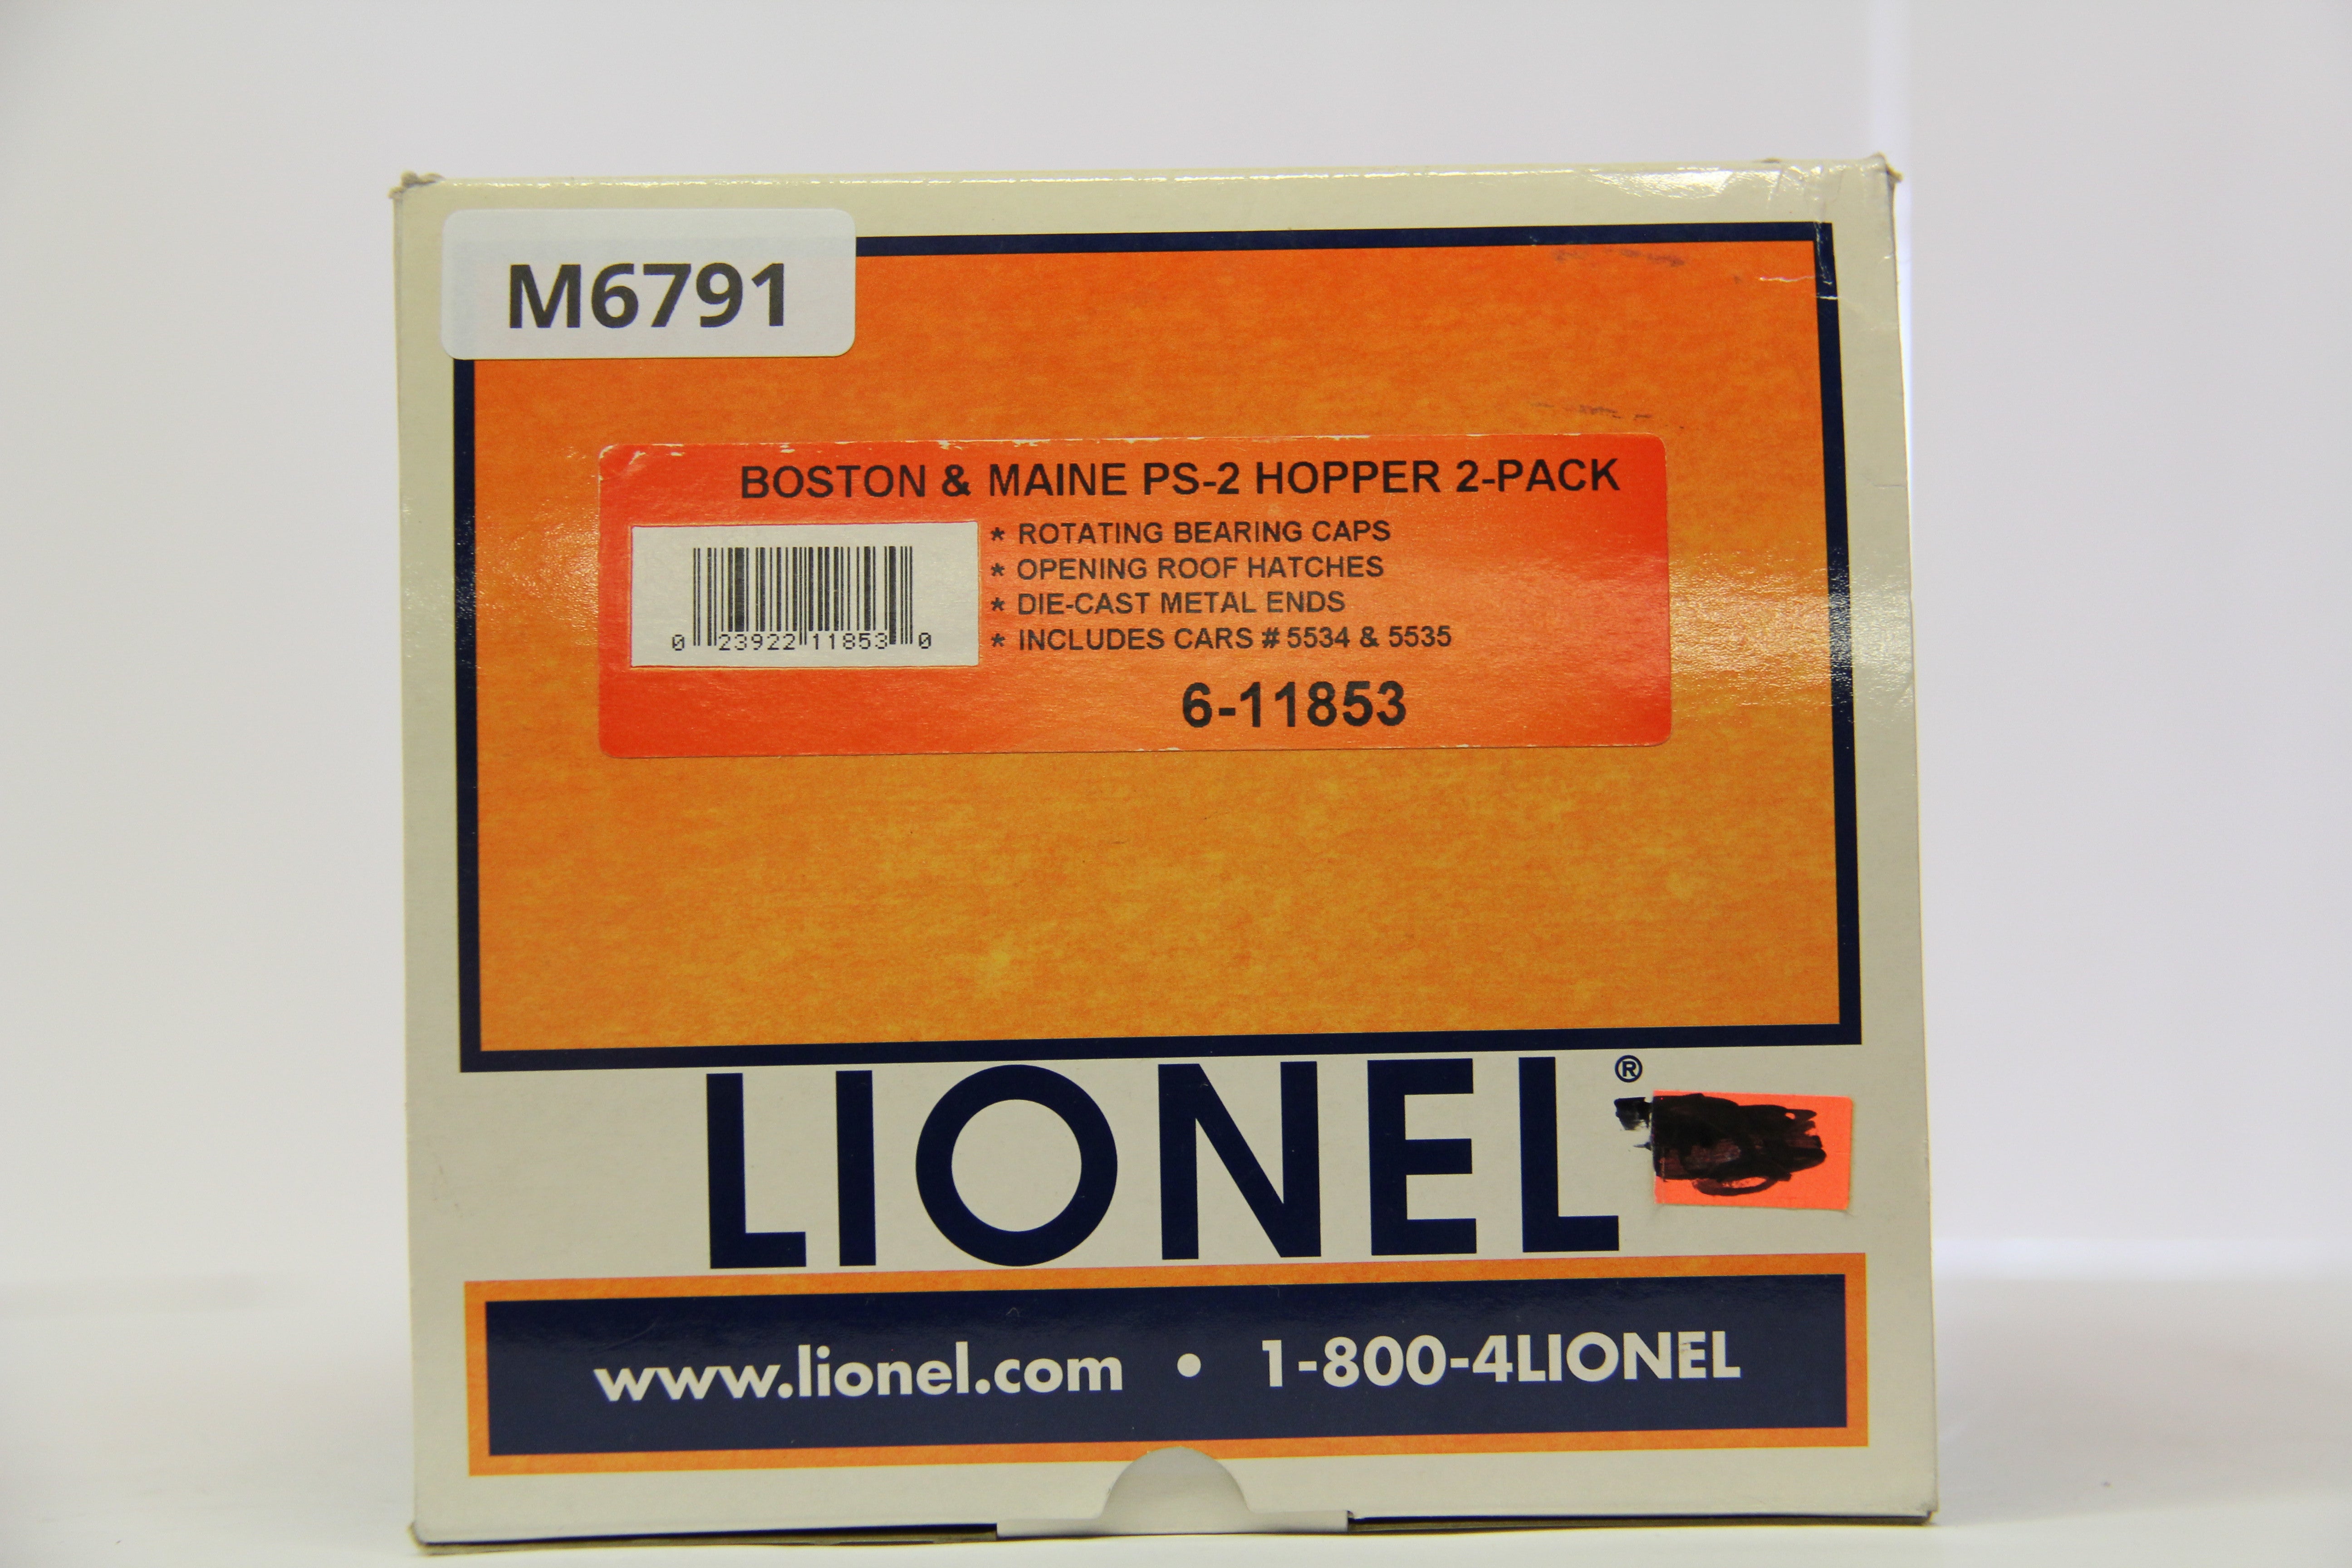 M6791
BOSTON & MAINE PS-2 HOPPER 2-PACK
* ROTATING BEARING CAPS
* OPENING ROOF HATCHES
* DIE-CAST METAL ENDS
* INCLUDES CARS # 5534 & 5535
0 23922 11853 0
6-11853
LIONEL®
www.lionel.com • 1-800-4LIONEL